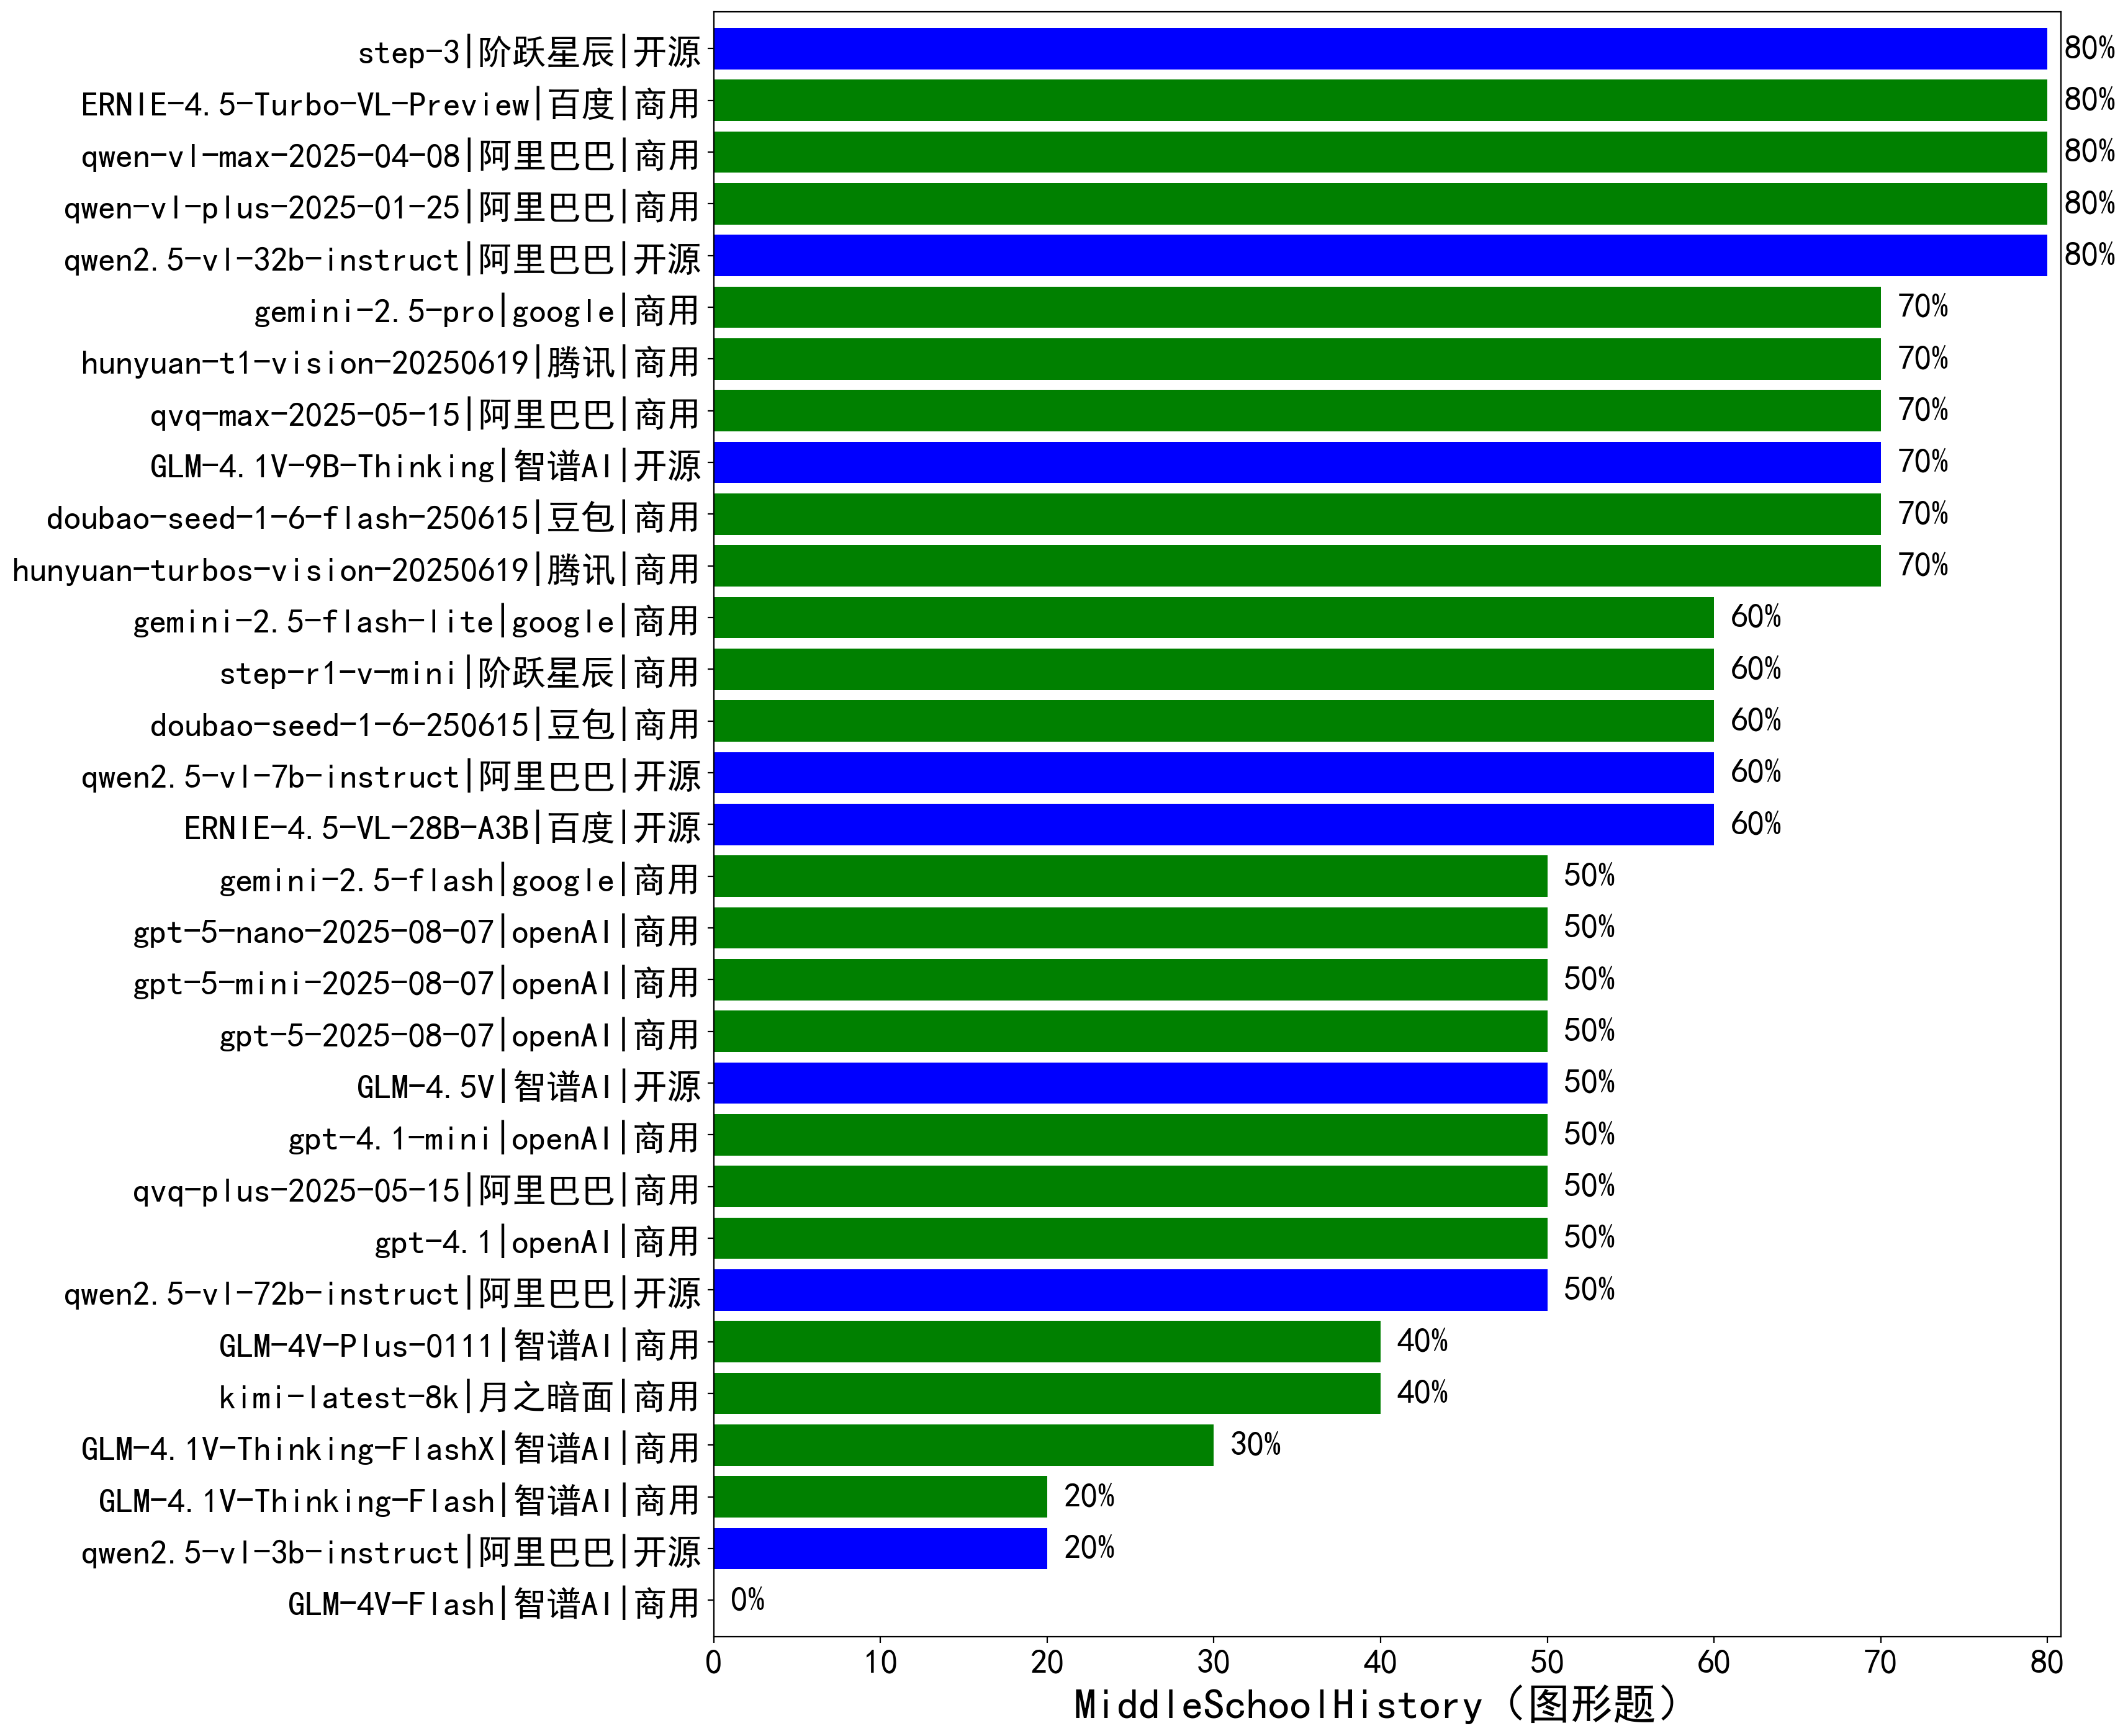 step-3|阶跃星辰|开源 80%
ERNIE-4.5-Turbo-VL-Preview|百度|商用 80%
qwen-vl-max-2025-04-08|阿里巴巴|商用 80%
qwen-vl-plus-2025-01-25|阿里巴巴|商用 80%
qwen2.5-vl-32b-instruct|阿里巴巴|开源 80%
gemini-2.5-pro|google|商用 70%
hunyuan-t1-vision-20250619|腾讯|商用 70%
qvq-max-2025-05-15|阿里巴巴|商用 70%
GLM-4.1V-9B-Thinking|智谱AI|开源 70%
doubao-seed-1-6-flash-250615|豆包|商用 70%
hunyuan-turbos-vision-20250619|腾讯|商用 70%
gemini-2.5-flash-lite|google|商用 60%
step-r1-v-mini|阶跃星辰|商用 60%
doubao-seed-1-6-250615|豆包|商用 60%
qwen2.5-vl-7b-instruct|阿里巴巴|开源 60%
ERNIE-4.5-VL-28B-A3B|百度|开源 60%
gemini-2.5-flash|google|商用 50%
gpt-5-nano-2025-08-07|openAI|商用 50%
gpt-5-mini-2025-08-07|openAI|商用 50%
gpt-5-2025-08-07|openAI|商用 50%
GLM-4.5V|智谱AI|开源 50%
gpt-4.1-mini|openAI|商用 50%
qvq-plus-2025-05-15|阿里巴巴|商用 50%
gpt-4.1|openAI|商用 50%
qwen2.5-vl-72b-instruct|阿里巴巴|开源 50%
GLM-4V-Plus-0111|智谱AI|商用 40%
kimi-latest-8k|月之暗面|商用 40%
GLM-4.1V-Thinking-FlashX|智谱AI|商用 30%
GLM-4.1V-Thinking-Flash|智谱AI|商用 20%
qwen2.5-vl-3b-instruct|阿里巴巴|开源 20%
GLM-4V-Flash|智谱AI|商用 0%
0 10 20 30 40 50 60 70 80
MiddleSchoolHistory（图形题）